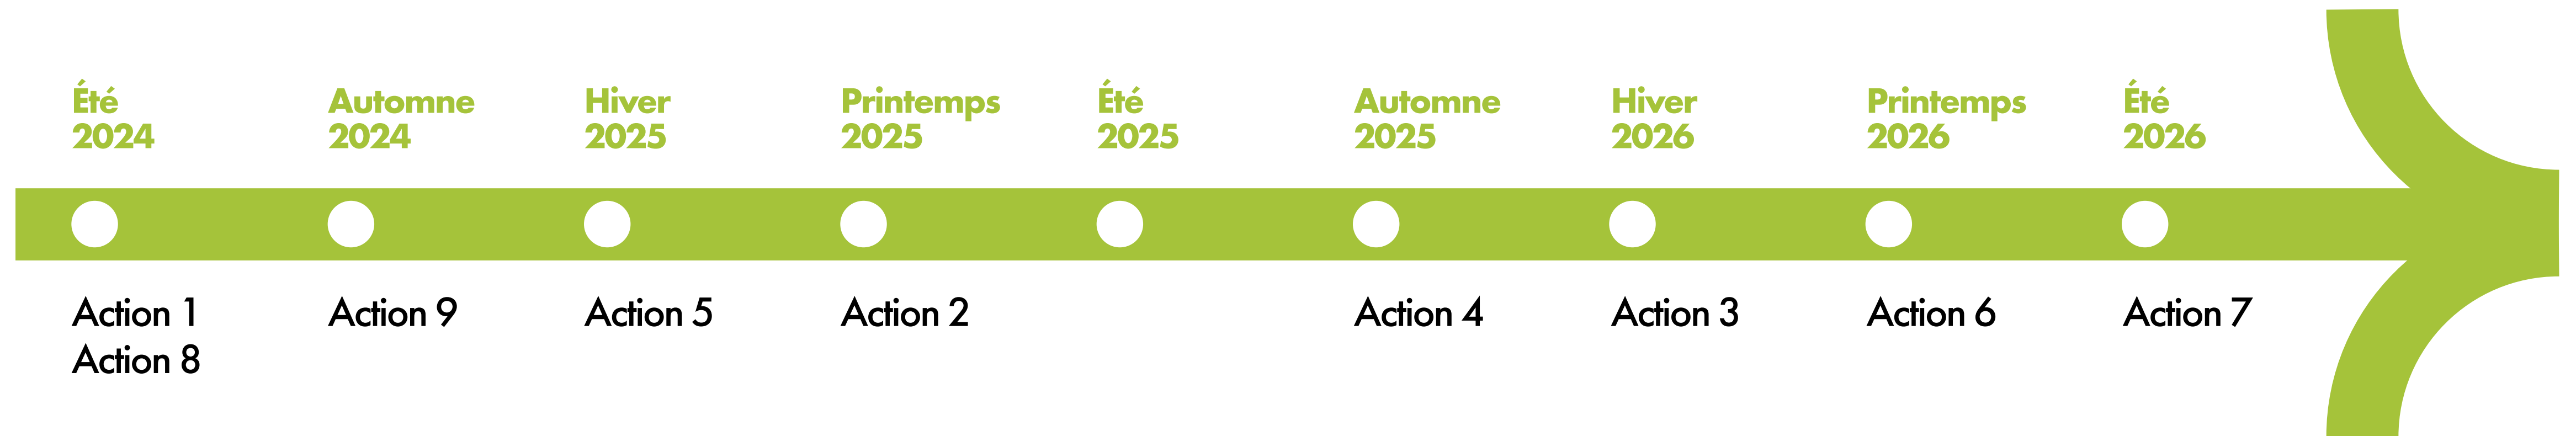 Été
2024
Automne
2024
Hiver
2025
Printemps
2025
Été
2025
Automne
2025
Hiver
2026
Printemps
2026
Été
2026
Action 1
Action 8
Action 9
Action 5
Action 2
Action 4
Action 3
Action 6
Action 7